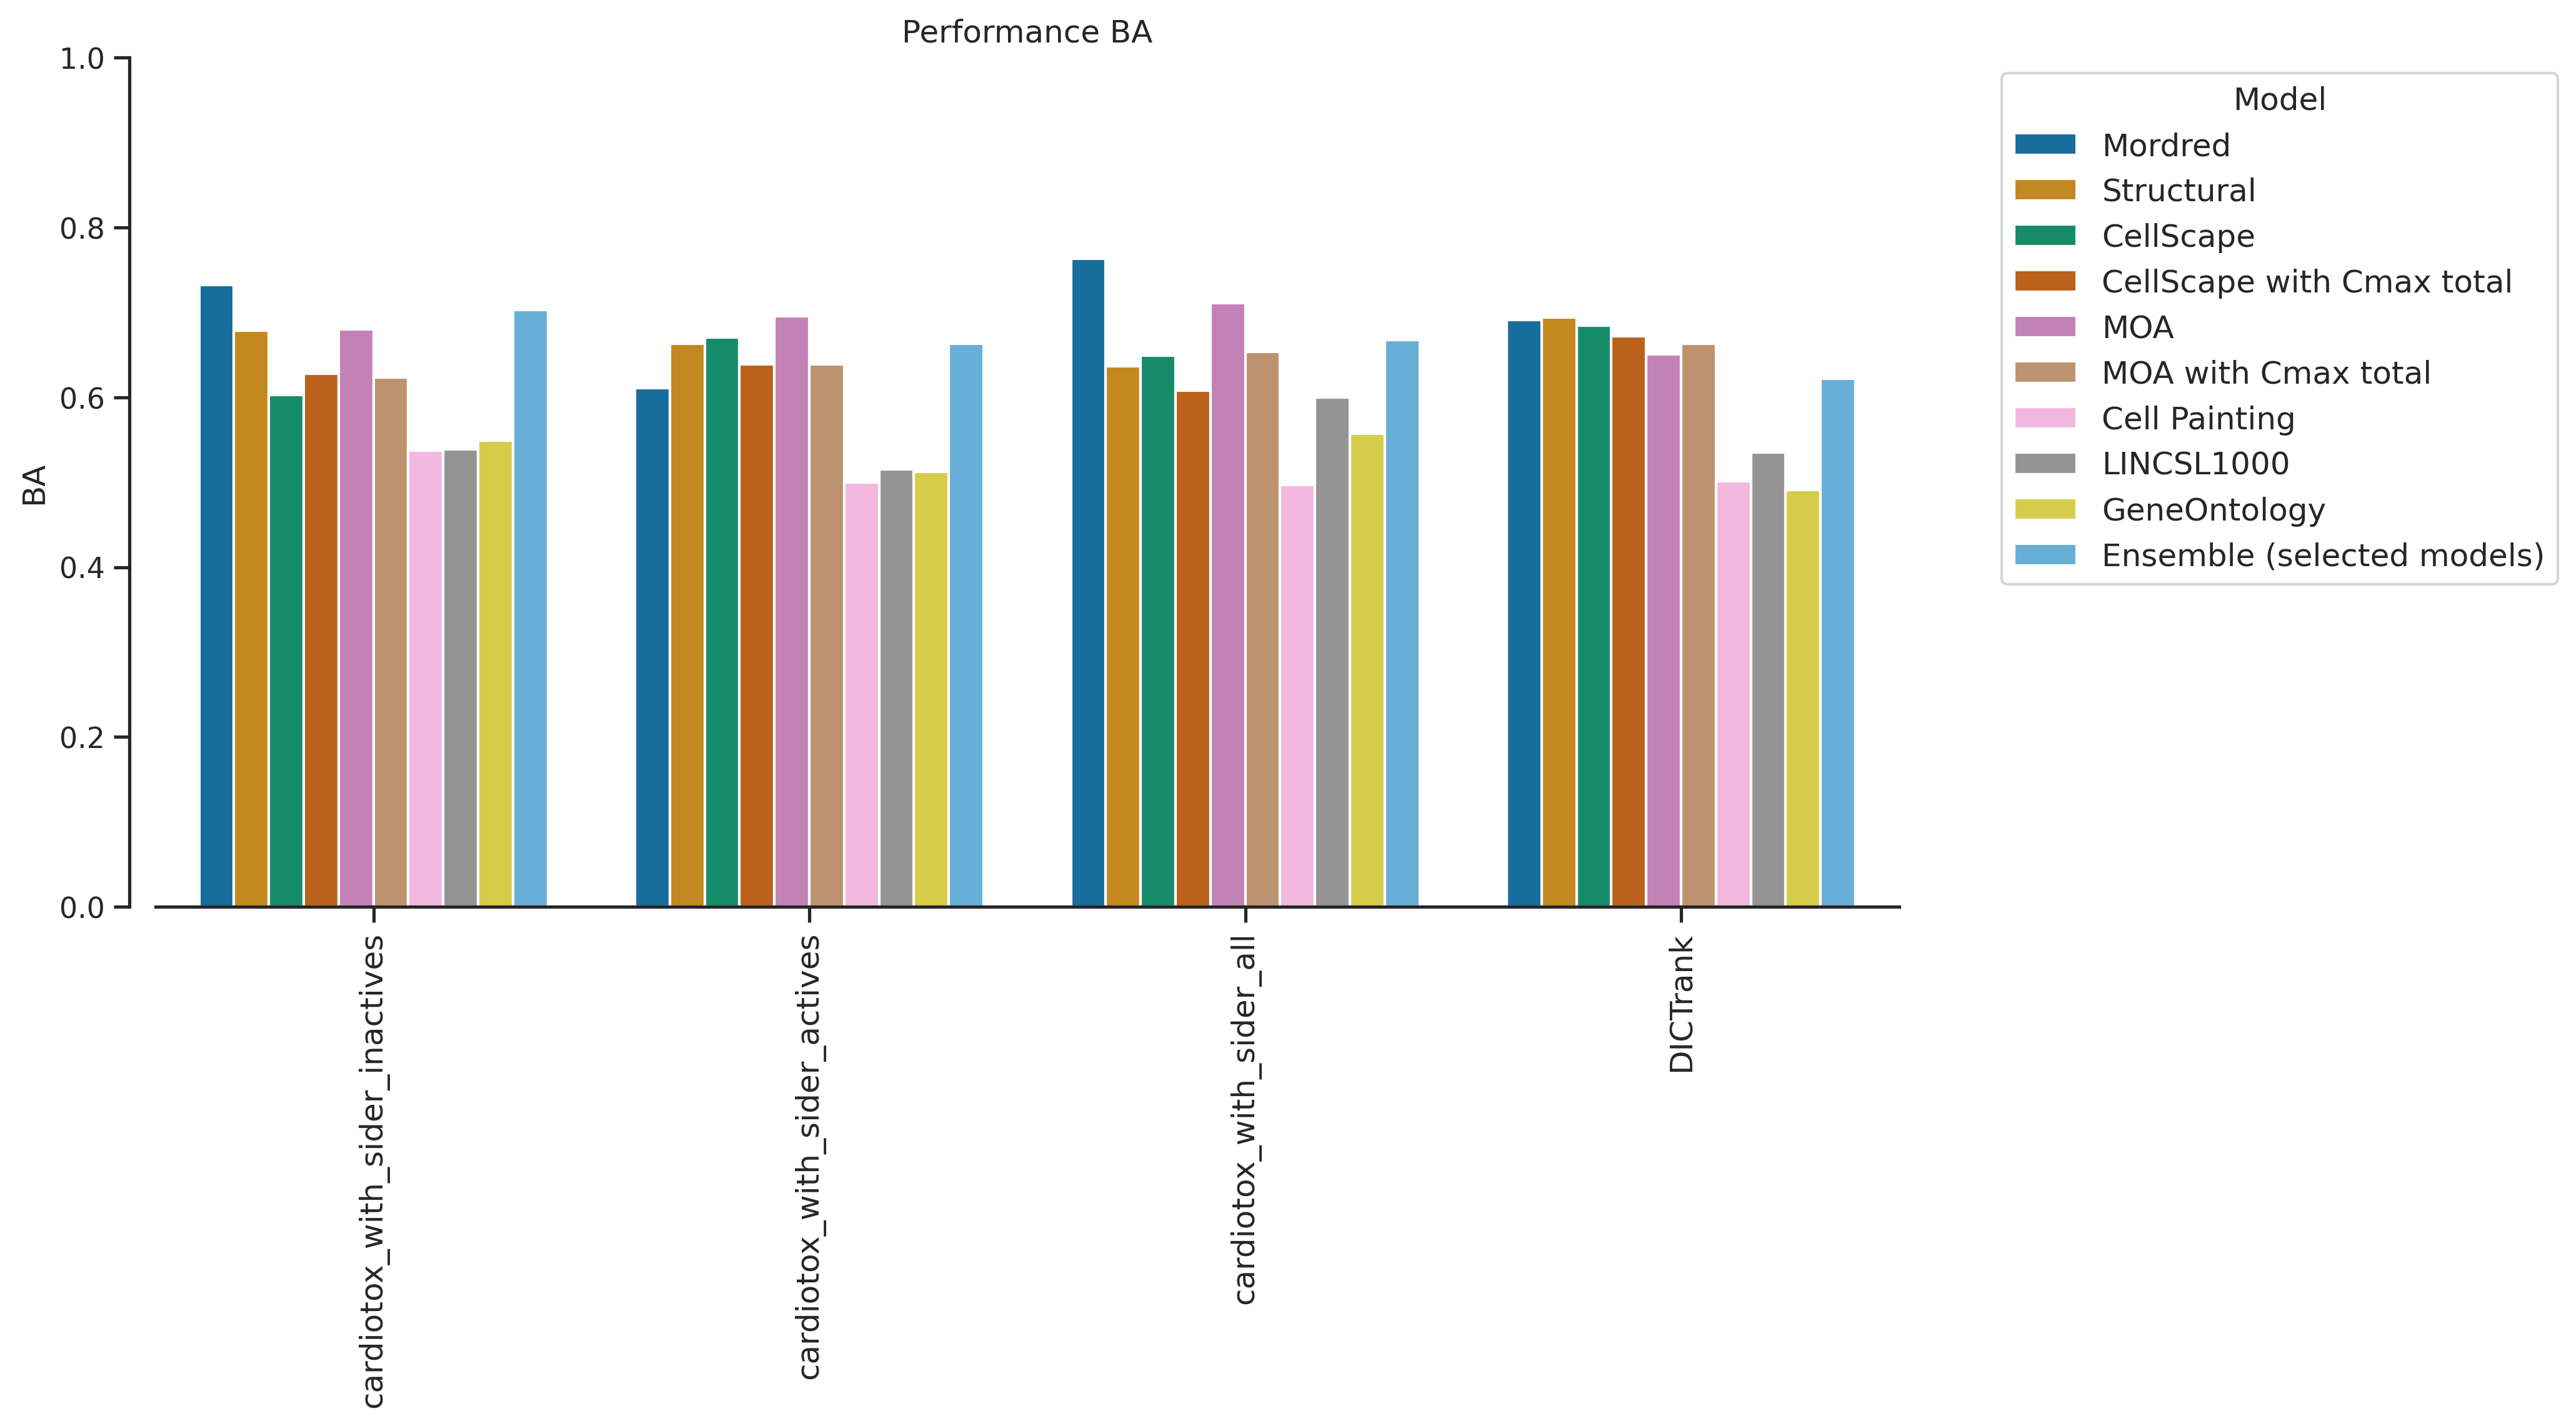 Performance BA
1.0
0.8
0.6
0.4
0.2
0.0
BA
cardiotox_with_sider_inactives
cardiotox_with_sider_actives
cardiotox_with_sider_all
DICTrank
Model
Mordred
Structural
CellScape
CellScape with Cmax total
MOA
MOA with Cmax total
Cell Painting
LINCSL1000
GeneOntology
Ensemble (selected models)